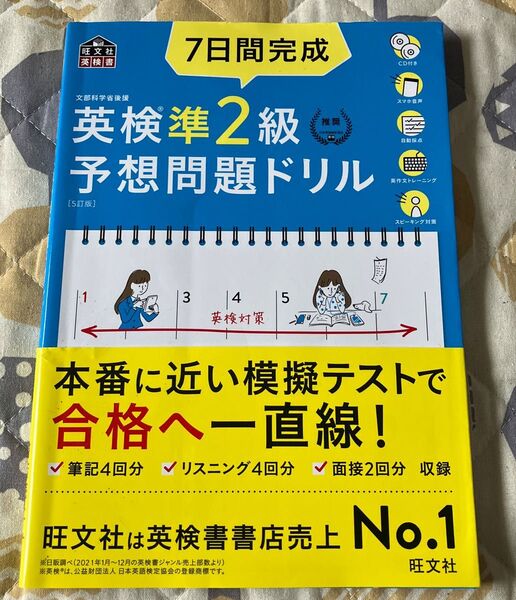 旺文社
英検書
7日間完成
CD付き
スマホ音声
自動採点
英作文トレーニング
スピーキング対策
文部科学省後援
英検®準2級
推奨
予想問題ドリル
[5訂版]
1 3 4 5 7
英検対策
本番に近い模擬テストで
合格へ一直線!
筆記4回分 リスニング4回分 面接2回分 収録
旺文社は英検書書店売上 No.1
※日販調べ(2021年1月〜12月の英検書ジャンル売上部数より)
※英検®は、公益財団法人 日本英語検定協会の登録商標です。
旺文社